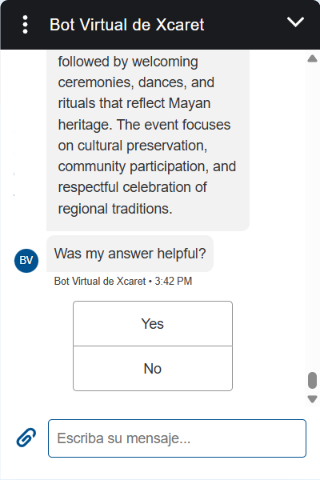 Bot Virtual de Xcaret
followed by welcoming
ceremonies, dances, and
rituals that reflect Mayan
heritage. The event focuses
on cultural preservation,
community participation, and
respectful celebration of
regional traditions.
Was my answer helpful?
BV
Bot Virtual de Xcaret • 3:42 PM
Yes
No
Escriba su mensaje...